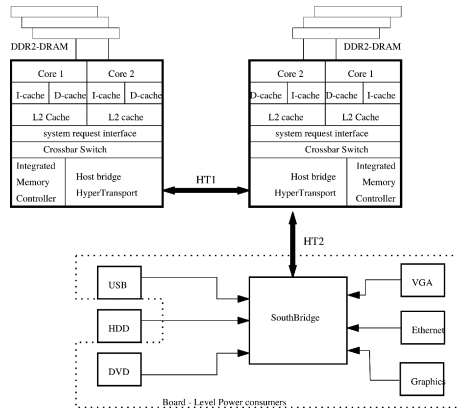 DDR2-DRAM
DDR2-DRAM
Core 1 Core 2
I-cache D-cache I-cache D-cache
L2 Cache L2 cache
system request interface
Crossbar Switch
Integrated
Memory
Controller
Host bridge
HyperTransport
Core 2 Core 1
D-cache I-cache D-cache I-cache
L2 Cache L2 Cache
system request interface
Crossbar Switch
Host bridge
HyperTransport
Integrated
Memory
Controller
HT1
HT2
USB
HDD
DVD
SouthBridge
VGA
Ethernet
Graphics
Board - Level Power consumers